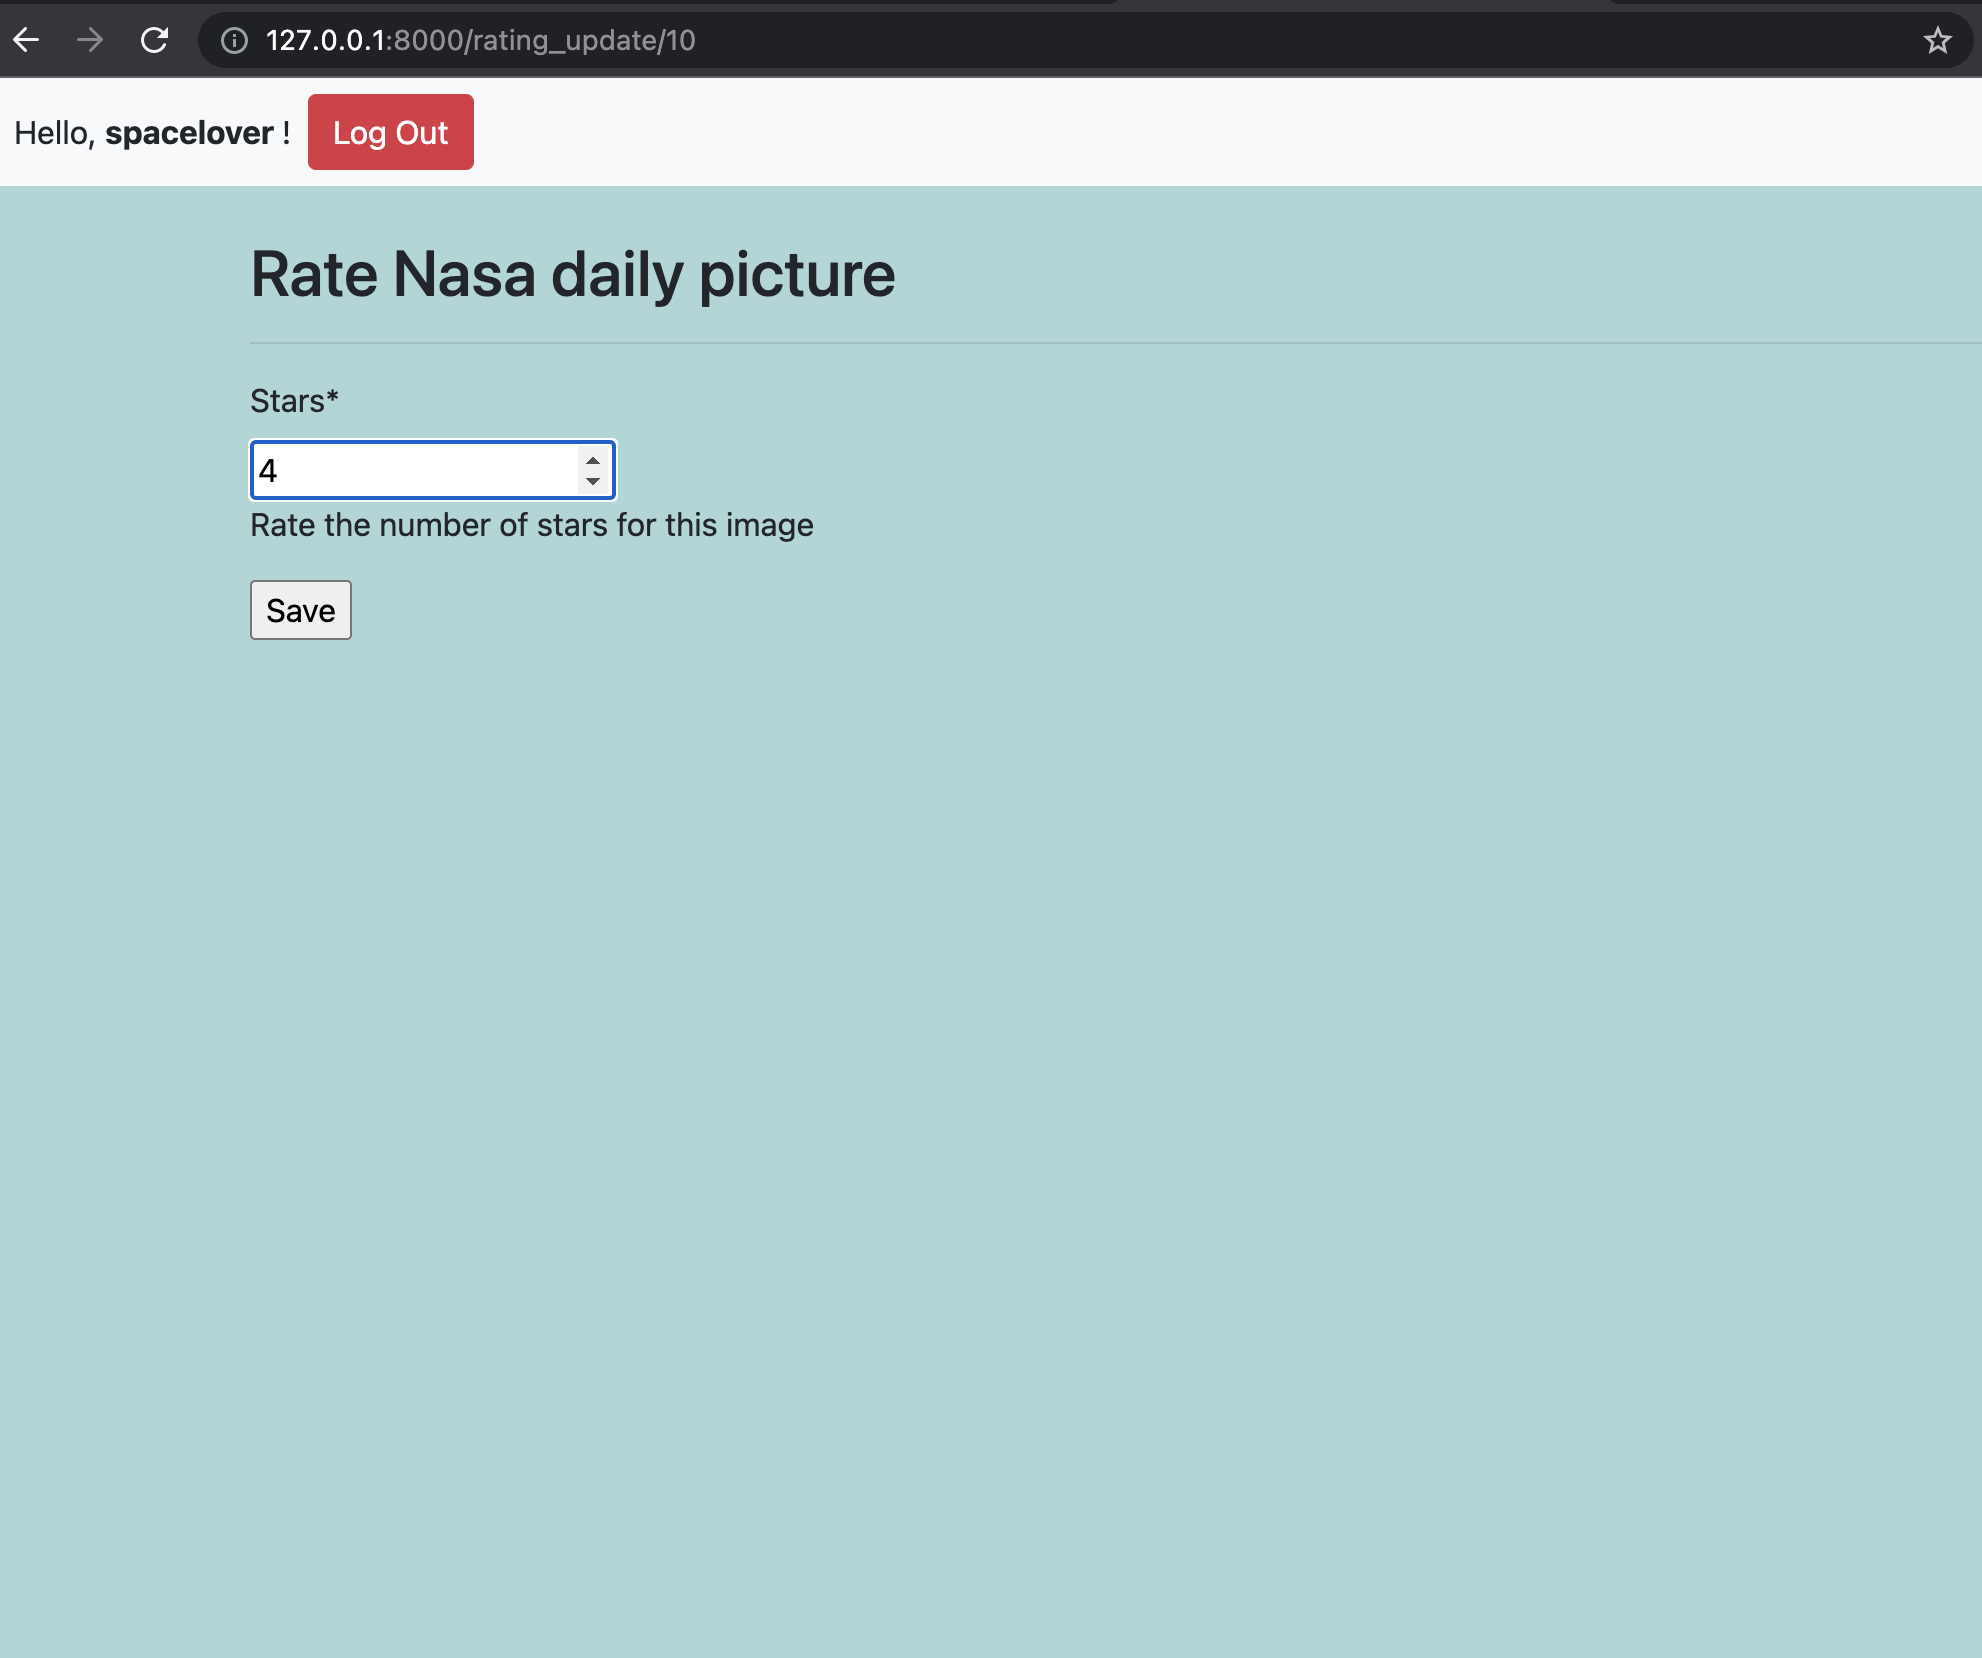 127.0.0.1:8000/rating_update/10
Hello, spacelover ! Log Out
Rate Nasa daily picture
Stars*
4
Rate the number of stars for this image
Save